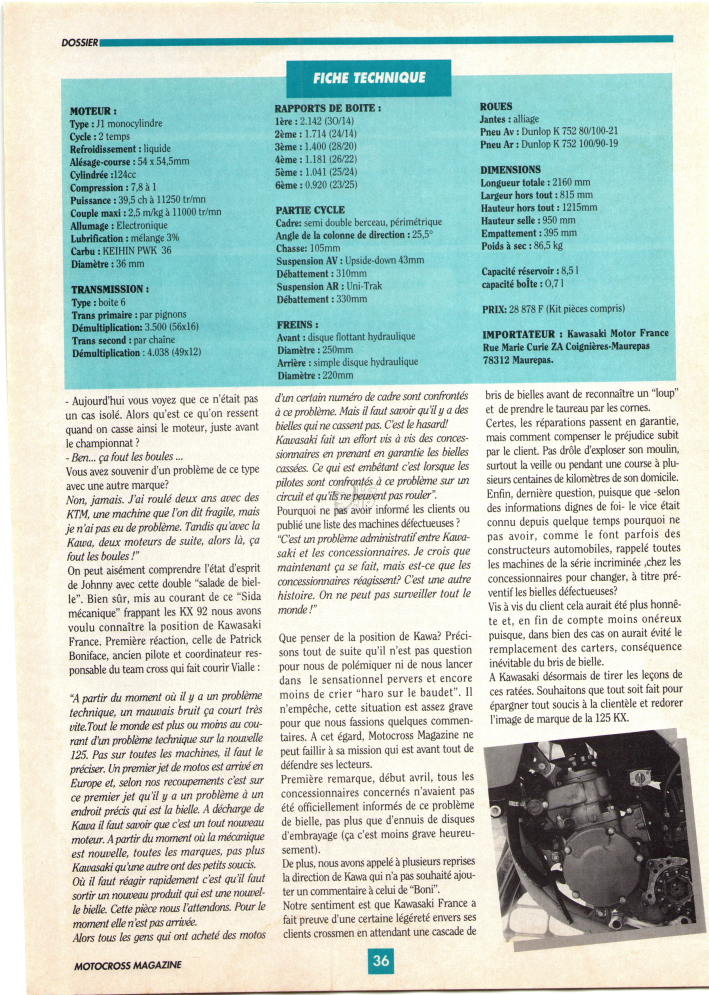 DOSSIER
FICHE TECHNIQUE
MOTEUR :
Type : J1 monocylindre
Cycle : 2 temps
Refroidissement : liquide
Alésage-course : 54 x 54,5mm
Cylindrée :124cc
Compression : 7,8 à 1
Puissance : 39,5 ch à 11250 tr/mn
Couple maxi : 2,5 m/kg à 11000 tr/mn
Allumage : Electronique
Lubrification : mélange 3%
Carbu : KEIHIN PWK 36
Diamètre : 36 mm
TRANSMISSION :
Type : boite 6
Trans primaire : par pignons
Démultiplication: 3.500 (56x16)
Trans second : par chaîne
Démultiplication : 4.038 (49x12)
RAPPORTS DE BOITE :
1ère : 2.142 (3O/14)
2ème : 1.714 (24/14)
3ème : 1.400 (28/20)
4ème : 1.181 (26/22)
5ème : 1.041 (25/24)
6ème : 0.920 (23/25)
PARTIE CYCLE
Cadre: semi double berceau, périmétrique
Angle de la colonne de direction : 25,5°
Chasse: 105mm
Suspension AV : Upside-down 43mm
Débattement : 310mm
Suspension AR : Uni-Trak
Débattement : 330mm
FREINS :
Avant : disque flottant hydraulique
Diamètre : 250mm
Arrière : simple disque hydraulique
Diamètre : 220mm
ROUES
Jantes : alliage
Pneu Av : Dunlop K 752 80/100-21
Pneu Ar : Dunlop K 752 100/90-19
DIMENSIONS
Longueur totale : 2160 mm
Largeur hors tout : 815 mm
Hauteur hors tout : 1215mm
Hauteur selle : 950 mm
Empattement : 395 mm
Poids à sec : 86,5 kg
Capacité réservoir : 8,5 l
capacité boîte : O,7 l
PRIX: 28 878 F (Kit pièces compris)
IMPORTATEUR : Kawasaki Motor France
Rue Marie Curie ZA Coignières-Maurepas
78312 Maurepas.
- Aujourd'hui vous voyez que ce n'était pas
un cas isolé. Alors qu'est ce qu'on ressent
quand on casse ainsi le moteur, juste avant
le championnat ?
- Ben... ça fout les boules ...
Vous avez souvenir d'un problème de ce type
avec une autre marque?
Non, jamais. J'ai roulé deux ans avec des
KTM, une machine que l'on dit fragile, mais
je n'ai pas eu de problème. Tandis qu'avec la
Kawa, deux moteurs de suite, alors là, ça
fout les boules !"
On peut aisément comprendre l'état d'esprit
de Johnny avec cette double "salade de biel-
le". Bien sûr, mis au courant de ce "Sida
mécanique" frappant les KX 92 nous avons
voulu connaître la position de Kawasaki
France. Première réaction, celle de Patrick
Boniface, ancien pilote et coordinateur res-
ponsable du team cross qui fait courir Vialle :
"A partir du moment où il y a un problème
technique, un mauvais bruit ça court très
vite.Tout le monde est plus ou moins au cou-
rant d'un problème technique sur la nouvelle
125. Pas sur toutes les machines, il faut le
préciser. Un premier jet de motos est arrivé en
Europe et, selon nos recoupements c'est sur
ce premier jet qu'il y a un problème à un
endroit précis qui est la bielle. A décharge de
Kawa il faut savoir que c'est un tout nouveau
moteur. A partir du moment où la mécanique
est nouvelle, toutes les marques, pas plus
Kawasaki qu'une autre ont des petits soucis.
Où il faut réagir rapidement c'est qu'il faut
sortir un nouveau produit qui est une nouvel-
le bielle. Cette pièce nous l'attendons. Pour le
moment elle n'est pas arrivée.
Alors tous les gens qui ont acheté des motos
d'un certain numéro de cadre sont confrontés
à ce problème. Mais il faut savoir qu'il y a des
bielles qui ne cassent pas. C'est le hasard!
Kawasaki fait un effort vis à vis des conces-
sionnaires en prenant en garantie les bielles
cassées. Ce qui est embêtant c'est lorsque les
pilotes sont confrontés à ce problème sur un
circuit et qu'ils ne peuvent pas rouler".
Pourquoi ne pas avoir informé les clients ou
publié une liste des machines défectueuses ?
"C'est un problème administratif entre Kawa-
saki et les concessionnaires. Je crois que
maintenant ça se fait, mais est-ce que les
concessionnaires réagissent? C'est une autre
histoire. On ne peut pas surveiller tout le
monde !"
Que penser de la position de Kawa? Préci-
sons tout de suite qu'il n'est pas question
pour nous de polémiquer ni de nous lancer
dans le sensationnel pervers et encore
moins de crier "haro sur le baudet". Il
n'empêche, cette situation est assez grave
pour que nous fassions quelques commen-
taires. A cet égard, Motocross Magazine ne
peut faillir à sa mission qui est avant tout de
défendre ses lecteurs.
Première remarque, début avril, tous les
concessionnaires concernés n'avaient pas
été officiellement informés de ce problème
de bielle, pas plus que d'ennuis de disques
d'embrayage (ça c'est moins grave heureu-
sement).
De plus, nous avons appelé à plusieurs reprises
la direction de Kawa qui n'a pas souhaité ajou-
ter un commentaire à celui de "Boni".
Notre sentiment est que Kawasaki France a
fait preuve d'une certaine légéreté envers ses
clients crossmen en attendant une cascade de
bris de bielles avant de reconnaître un "loup"
et de prendre le taureau par les cornes.
Certes, les réparations passent en garantie,
mais comment compenser le préjudice subit
par le client. Pas drôle d'exploser son moulin,
surtout la veille ou pendant une course à plu-
sieurs centaines de kilomètres de son domicile.
Enfin, dernière question, puisque que -selon
des informations dignes de foi- le vice était
connu depuis quelque temps pourquoi ne
pas avoir, comme le font parfois des
constructeurs automobiles, rappelé toutes
les machines de la série incriminée ,chez les
concessionnaires pour changer, à titre pré-
ventif les bielles défectueuses?
Vis à vis du client cela aurait été plus honnê-
te et, en fin de compte moins onéreux
puisque, dans bien des cas on aurait évité le
remplacement des carters, conséquence
inévitable du bris de bielle.
A Kawasaki désormais de tirer les leçons de
ces ratées. Souhaitons que tout soit fait pour
épargner tout soucis à la clientèle et redorer
l'image de marque de la 125 KX.
MOTOCROSS MAGAZINE
36